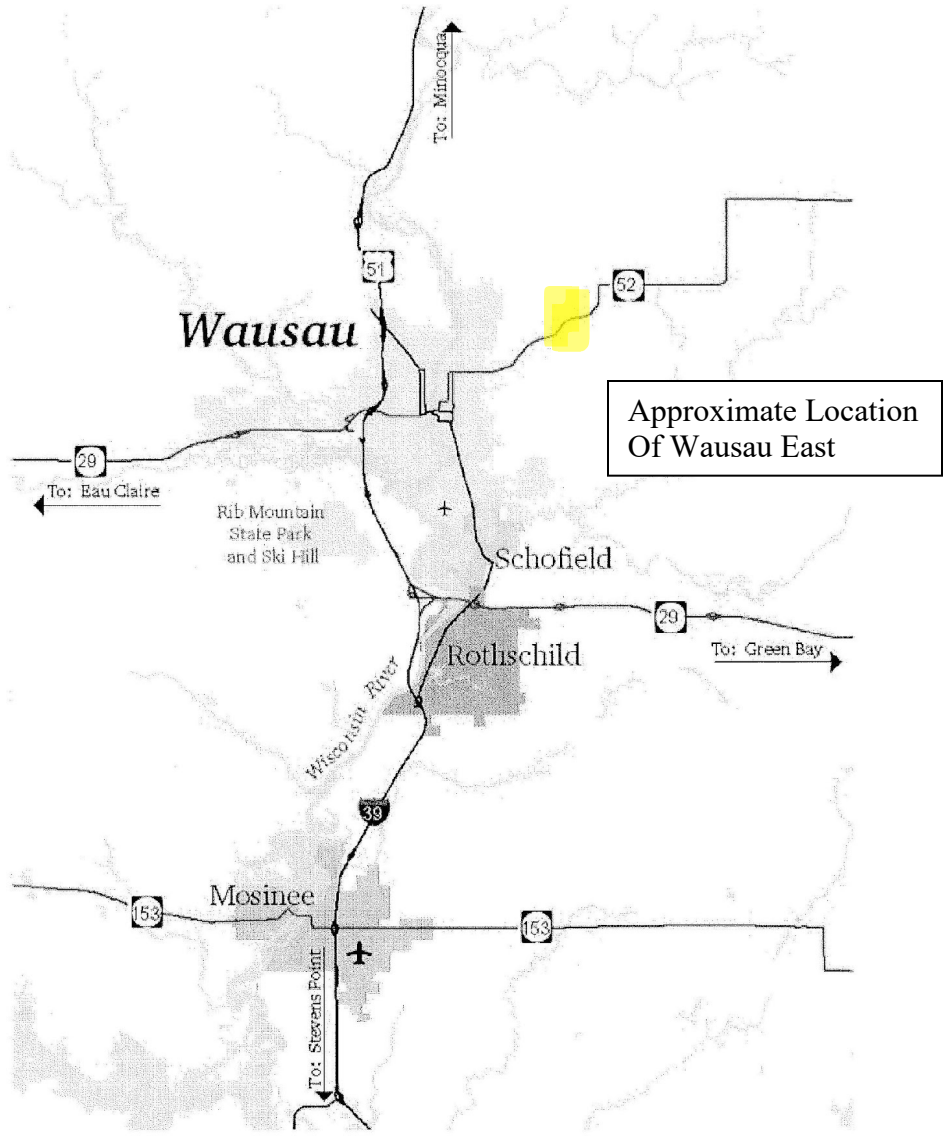 To: Minocqua
51
52
Wausau
Approximate Location
Of Wausau East
29
To: Eau Claire
Rib Mountain
State Park
and Ski Hill
Schofield
29
To: Green Bay
Rothschild
Wisconsin River
39
Mosinee
153
153
To: Stevens Point